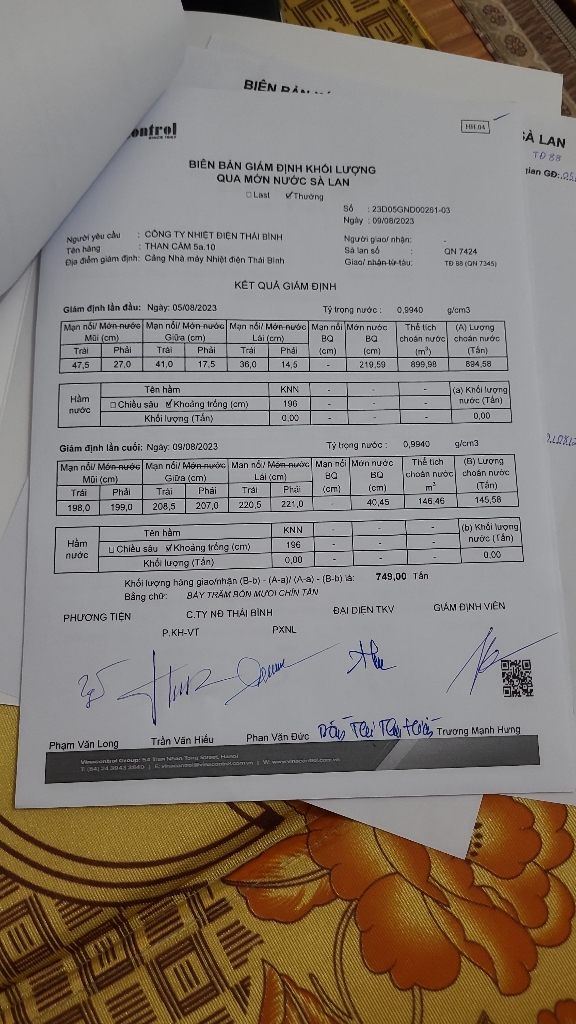 BIÊN BẢN
SÀ LAN
TĐ 88
gian GĐ: 05
ontrol
HH.04
BIÊN BẢN GIÁM ĐỊNH KHỐI LƯỢNG
QUA MỚN NƯỚC SÀ LAN
□ Last ☑ Thường
Số : 23D05GND00261-03
Ngày : 09/08/2023
Người yêu cầu : CÔNG TY NHIỆT ĐIỆN THÁI BÌNH
Tên hàng : THAN CÁM 5a.10
Địa điểm giám định: Cảng Nhà máy Nhiệt điện Thái Bình
Người giao/ nhận: -
Sà lan số : QN 7424
Giao/ nhận từ tàu: TĐ 88 (QN 7345)
KẾT QUẢ GIÁM ĐỊNH
Giám định lần đầu: Ngày: 05/08/2023 Tỷ trọng nước : 0,9940 g/cm3
Mạn nổi/ Mớn nước Mũi (cm) Mạn nổi/ Mớn nước Giữa (cm) Mạn nổi/ Mớn nước Lái (cm) Mạn nổi BQ (cm) Mớn nước BQ (cm) Thể tích choán nước (m³) (A) Lượng choán nước (Tấn)
Trái Phải Trái Phải Trái Phải
47,5 27,0 41,0 17,5 36,0 14,5 - 219,59 899,98 894,58
Hầm nước Tên hầm KNN - - - (a) Khối lượng nước (Tấn)
□ Chiều sâu ☑ Khoảng trống (cm) 196 - - -
Khối lượng (Tấn) 0,00 - - - 0,00
Giám định lần cuối: Ngày: 09/08/2023 Tỷ trọng nước : 0,9940 g/cm3
Mạn nổi/ Mớn nước Mũi (cm) Mạn nổi/ Mớn nước Giữa (cm) Mạn nổi/ Mớn nước Lái (cm) Mạn nổi BQ (cm) Mớn nước BQ (cm) Thể tích choán nước m³ (B) Lượng choán nước (Tấn)
Trái Phải Trái Phải Trái Phải
198,0 199,0 208,5 207,0 220,5 221,0 - 40,45 146,46 145,58
Hầm nước Tên hầm KNN - - - (b) Khối lượng nước (Tấn)
□ Chiều sâu ☑ Khoảng trống (cm) 196 - - -
Khối lượng (Tấn) 0,00 - - - 0,00
Khối lượng hàng giao/nhận (B-b) - (A-a)/ (A-a) - (B-b) là: 749,00 Tấn
Bằng chữ: BẢY TRĂM BỐN MƯƠI CHÍN TẤN
PHƯƠNG TIỆN C.TY NĐ THÁI BÌNH ĐẠI DIỆN TKV GIÁM ĐỊNH VIÊN
P.KH-VT PXNL
Phạm Văn Long Trần Văn Hiếu Phan Văn Đức Trương Mạnh Hưng
Vinacontrol Group: 54 Tran Nhan Tong Street, Hanoi